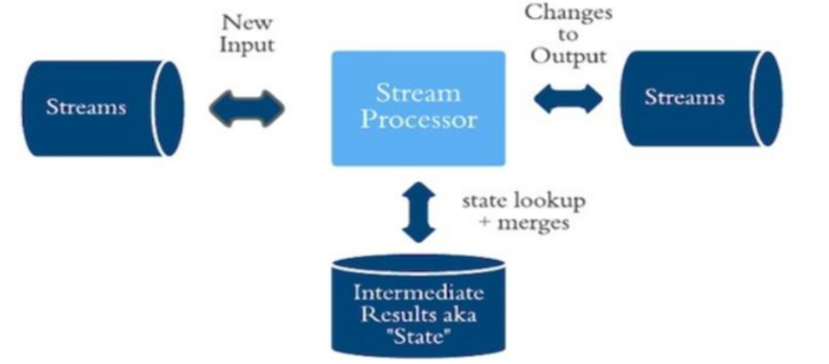 New
Input
Changes
to
Output
Streams
Stream
Processor
Streams
state lookup
+ merges
Intermediate
Results aka
"State"